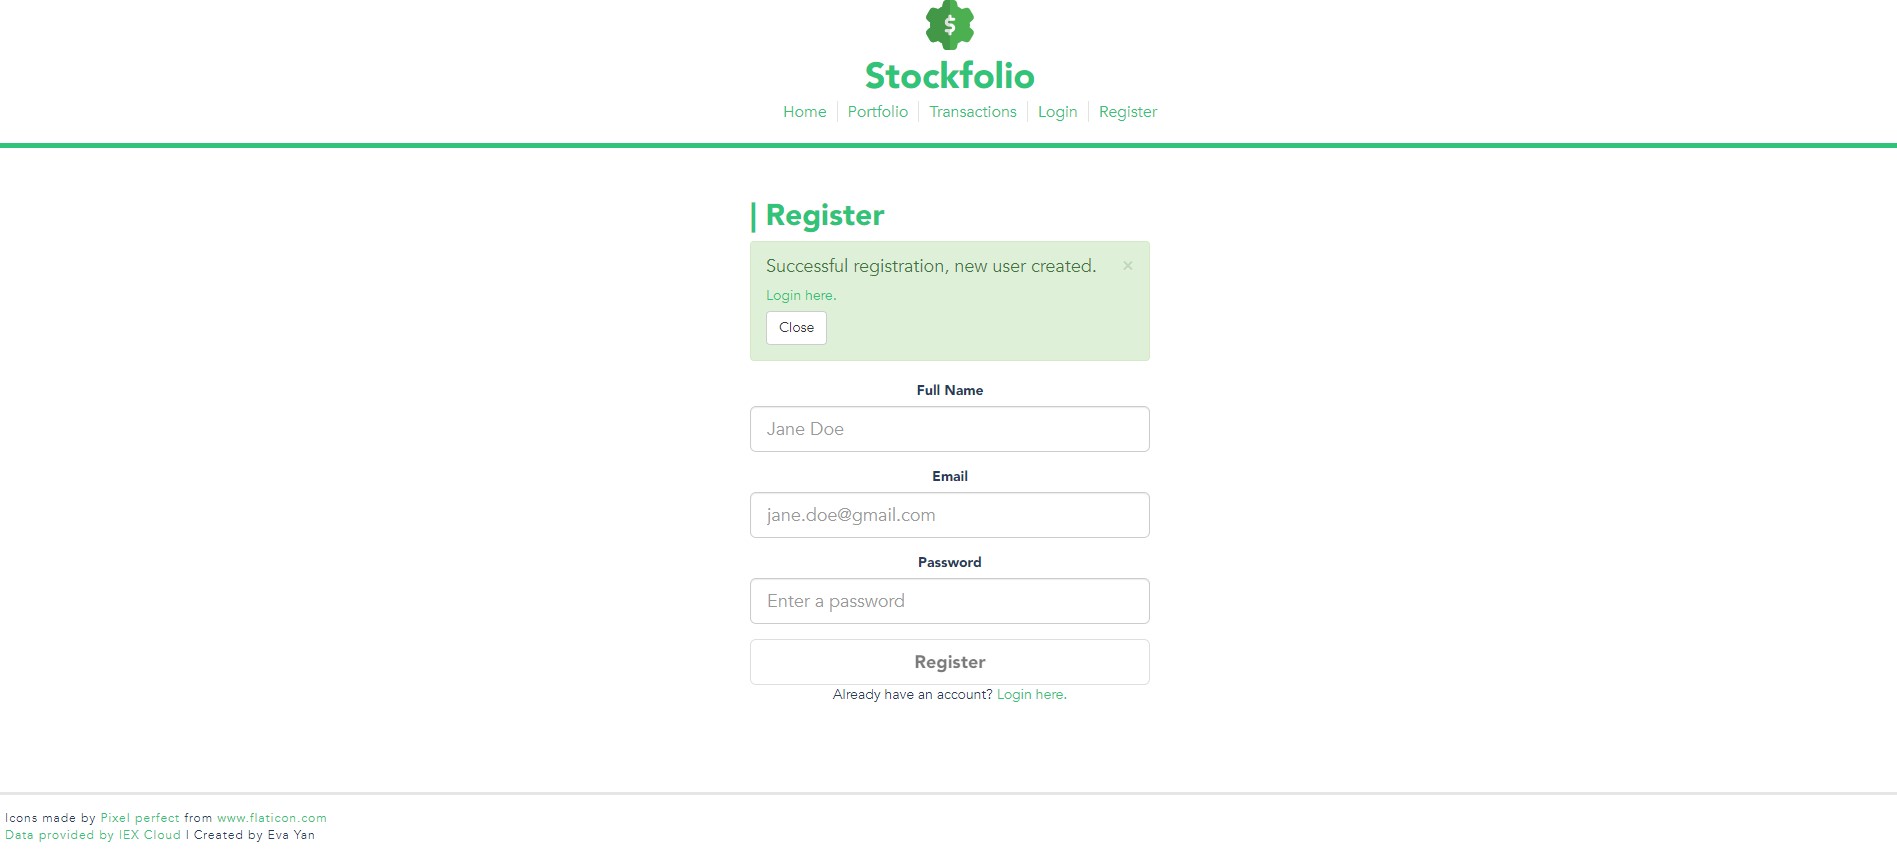 $
Stockfolio
Home Portfolio Transactions Login Register
| Register
Successful registration, new user created. ×
Login here.
Close
Full Name
Jane Doe
Email
jane.doe@gmail.com
Password
Enter a password
Register
Already have an account? Login here.
Icons made by Pixel perfect from www.flaticon.com
Data provided by IEX Cloud | Created by Eva Yan